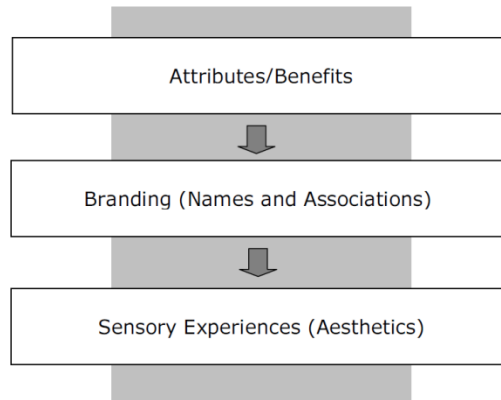 Attributes/Benefits
Branding (Names and Associations)
Sensory Experiences (Aesthetics)